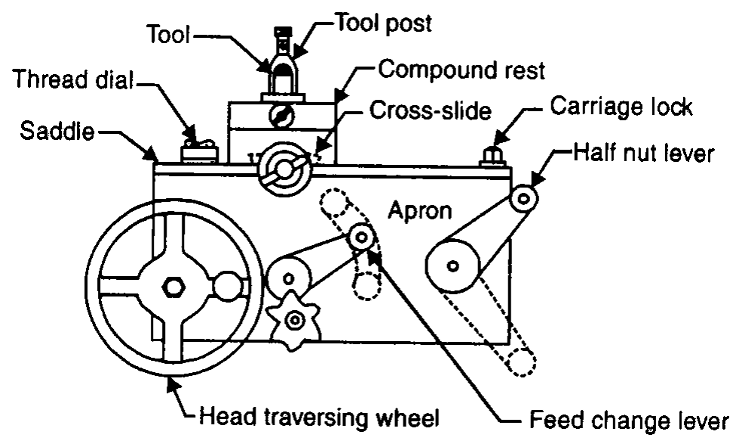 Tool post
Tool
Compound rest
Thread dial
Cross-slide
Carriage lock
Saddle
Half nut lever
Apron
Head traversing wheel
Feed change lever